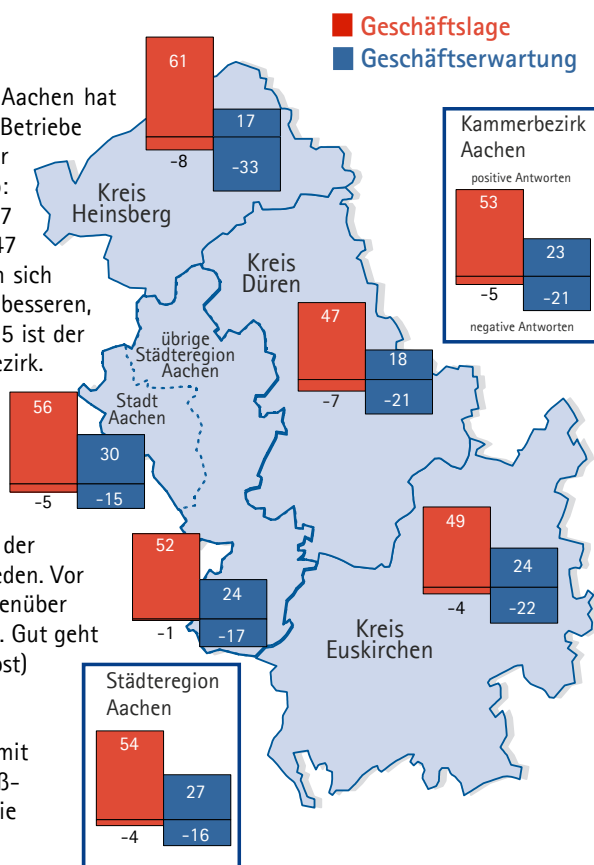 Geschäftslage
Geschäftserwartung
Aachen hat
Betriebe
7
47
sich
besseren,
5 ist der
ezirk.
der
eden. Vor
enüber
. Gut geht
ost)
mit
ß-
ie
61
-8
17
-33
Kreis
Heinsberg
Kammerbezirk
Aachen
positive Antworten
53
-5
23
-21
negative Antworten
Kreis
Düren
47
-7
18
-21
übrige
Städteregion
Aachen
Stadt
Aachen
56
-5
30
-15
52
-1
24
-17
49
-4
24
-22
Kreis
Euskirchen
Städteregion
Aachen
54
-4
27
-16